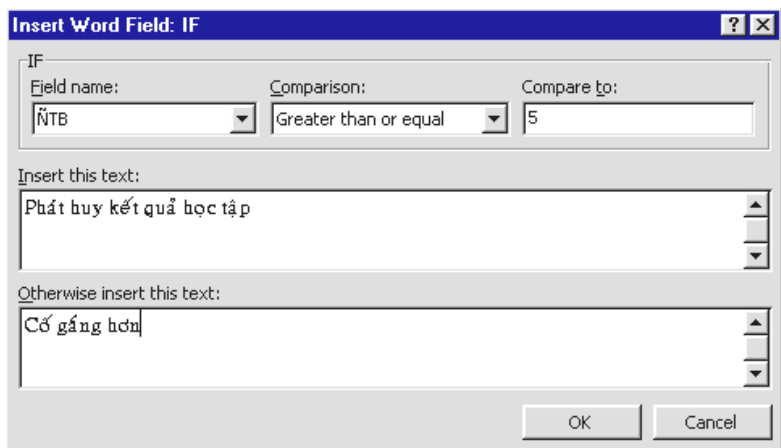 Insert Word Field: IF
IF
Field name: Comparison: Compare to:
ÑTB Greater than or equal 5
Insert this text:
Phát huy kết quả học tập
Otherwise insert this text:
Cố gắng hơn
OK Cancel